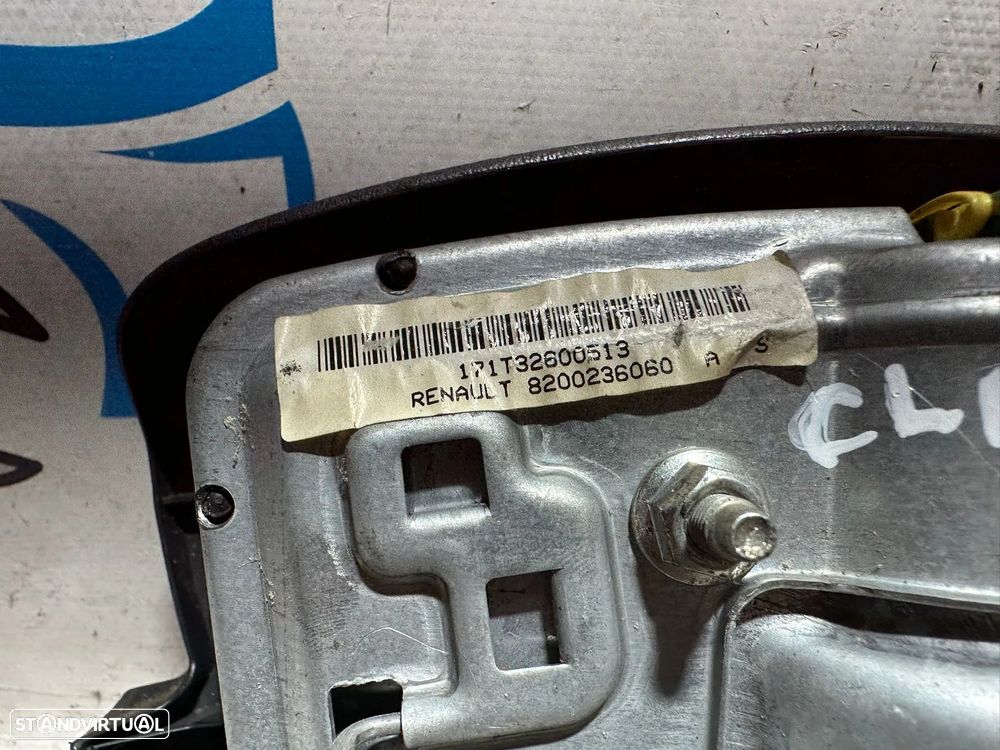 171T32600513
RENAULT 8200236060 A S
CL
STANDVIRTUAL